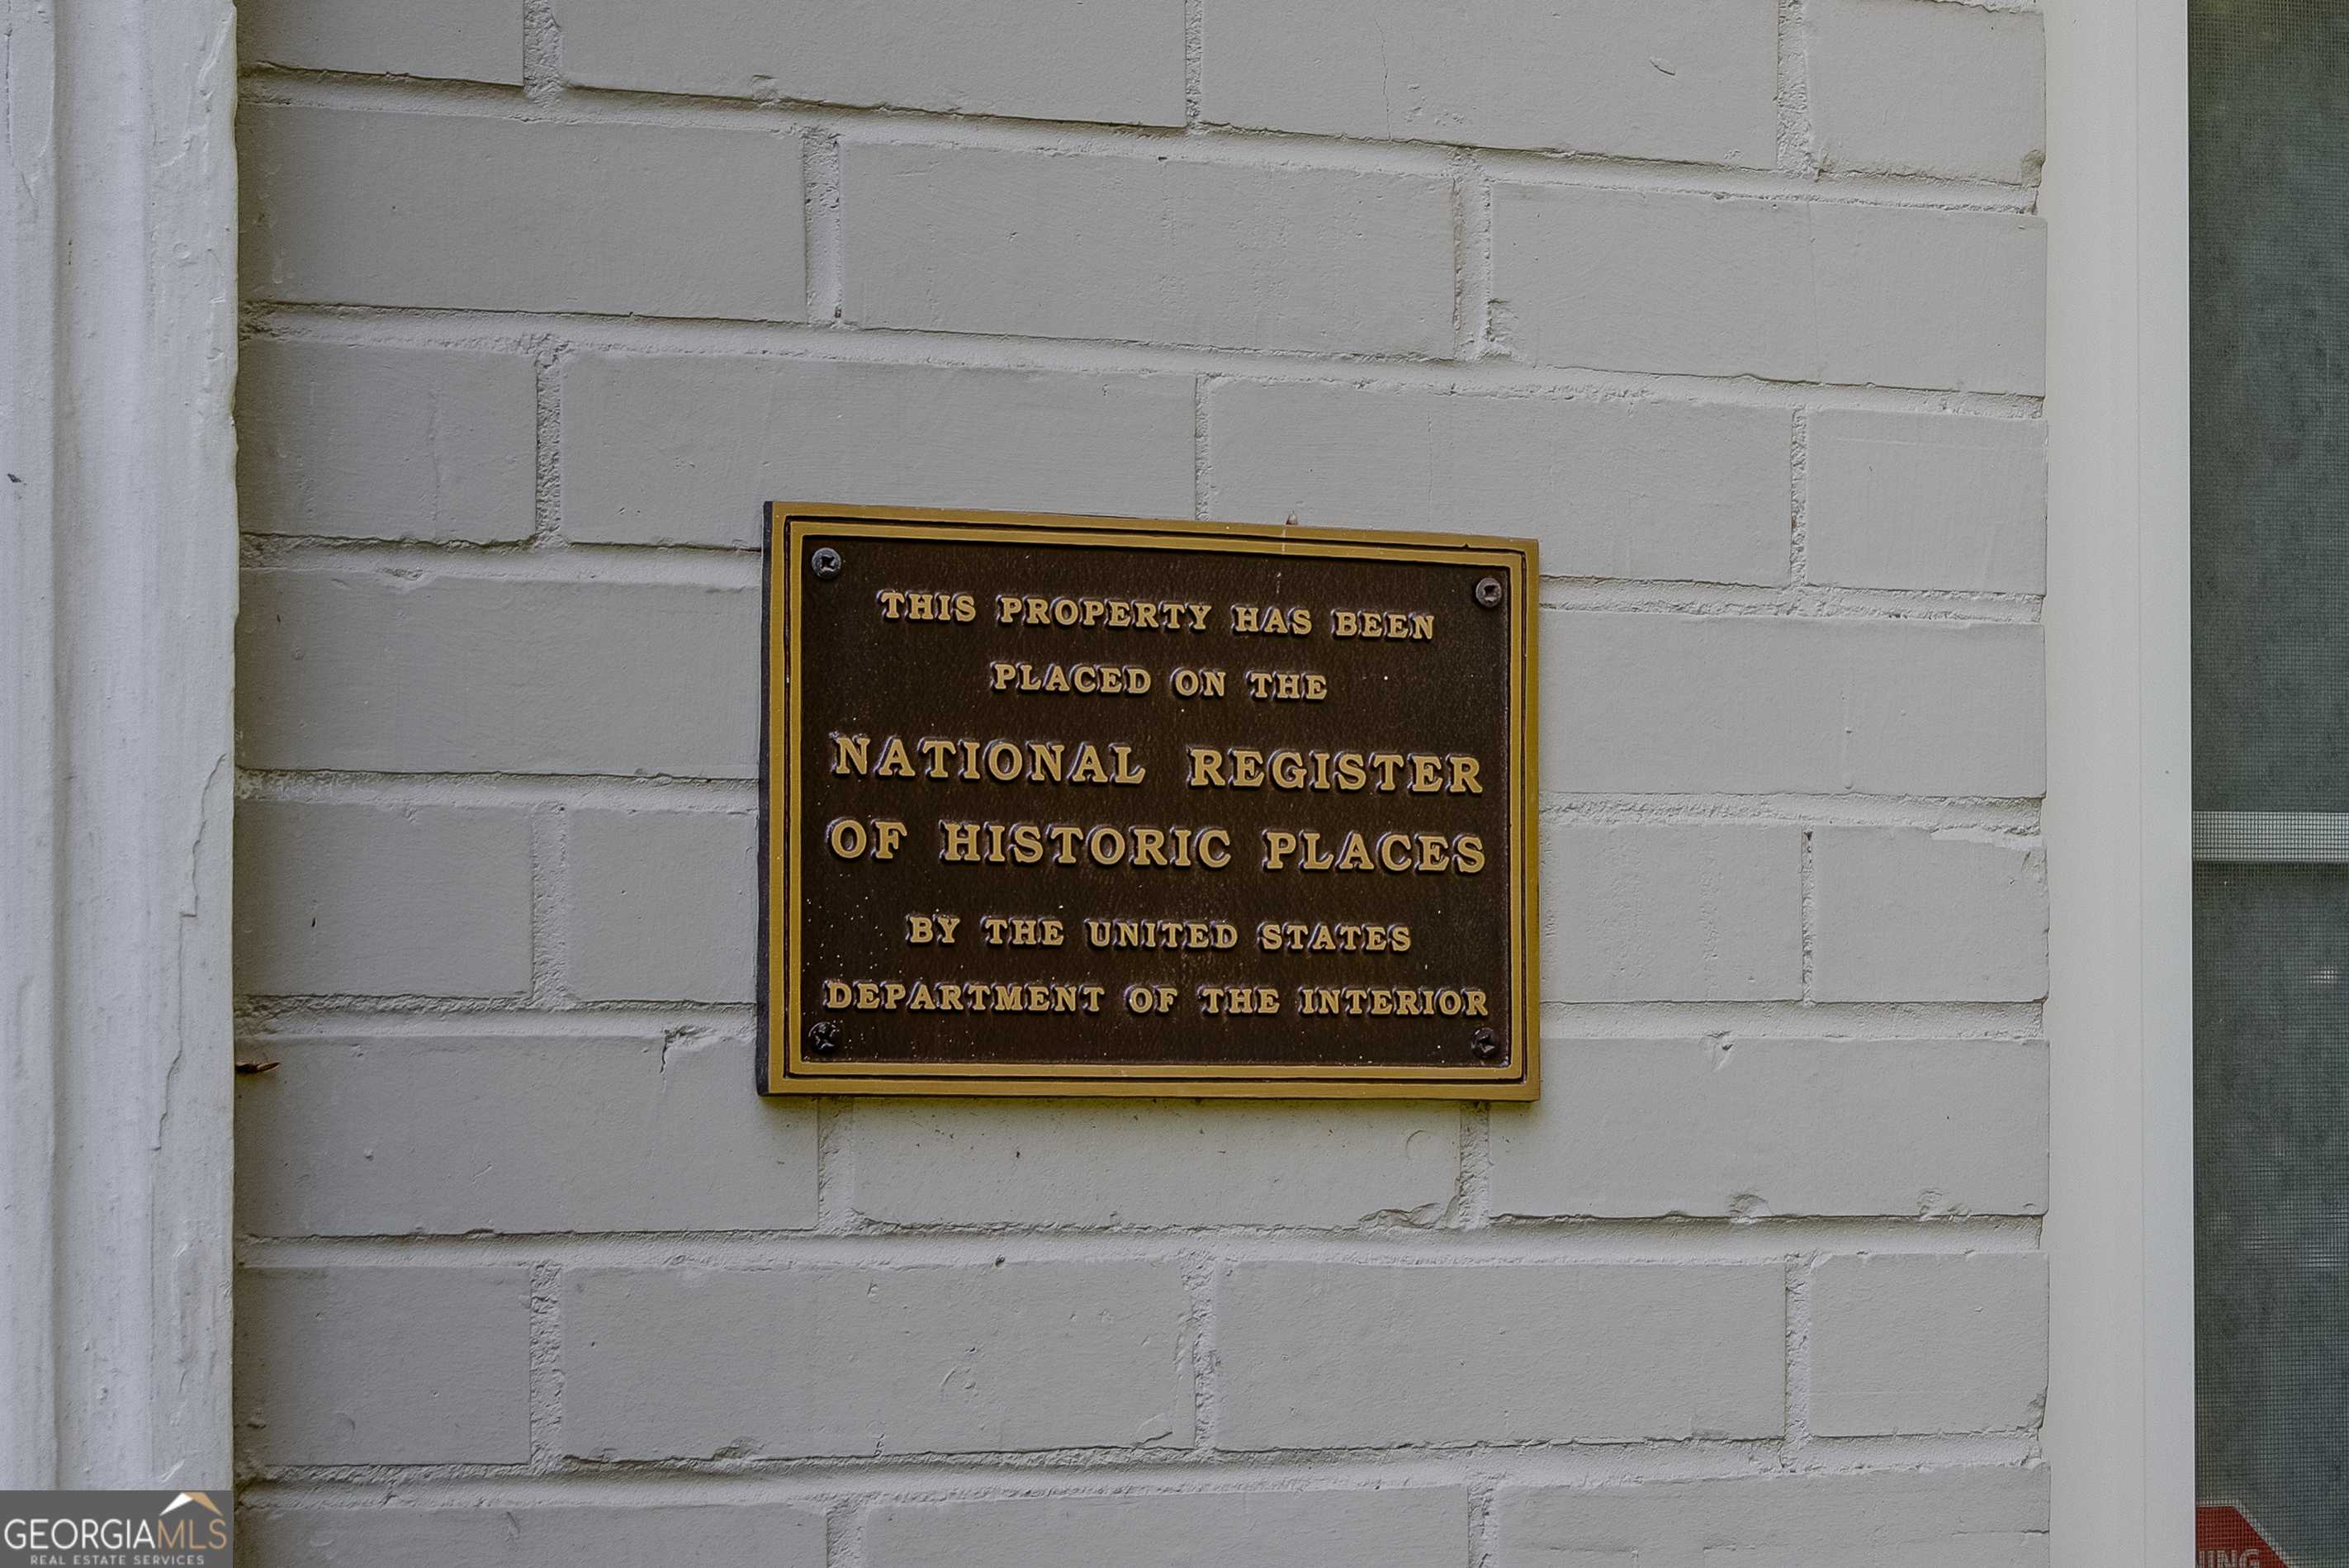 THIS PROPERTY HAS BEEN
PLACED ON THE
NATIONAL REGISTER
OF HISTORIC PLACES
BY THE UNITED STATES
DEPARTMENT OF THE INTERIOR
GEORGIAMLS
REAL ESTATE SERVICES